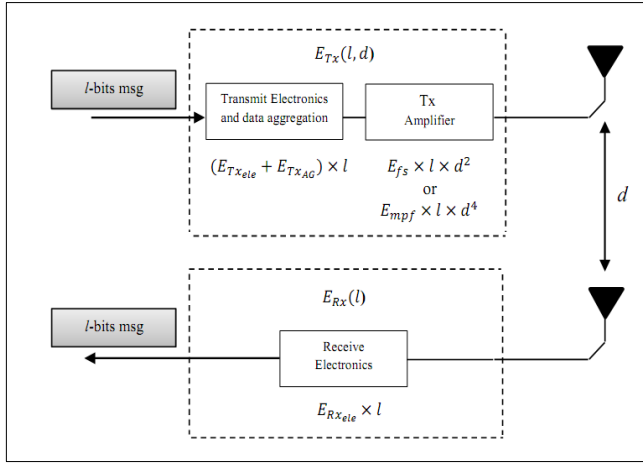 E_{Tx}(l, d)
l-bits msg
Transmit Electronics
and data aggregation
Tx
Amplifier
(E_{Tx_{ele}} + E_{Tx_{AG}}) × l
E_{fs} × l × d^2
or
E_{mpf} × l × d^4
d
E_{Rx}(l)
l-bits msg
Receive
Electronics
E_{Rx_{ele}} × l